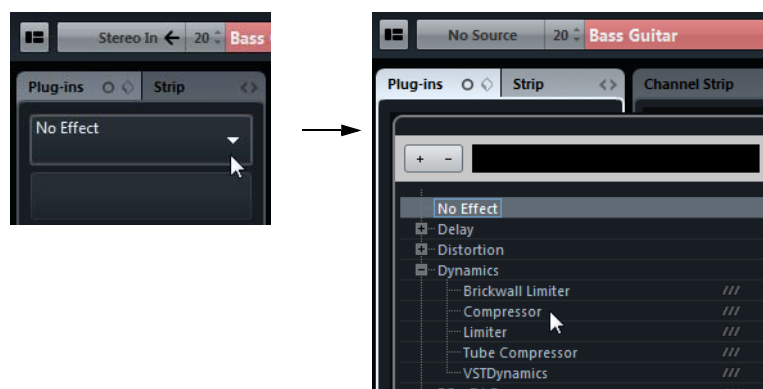 Stereo In 20 Bass
Plug-ins Strip
No Effect
No Source 20 Bass Guitar
Plug-ins Strip Channel Strip
+ -
No Effect
Delay
Distortion
Dynamics
Brickwall Limiter ///
Compressor ///
Limiter ///
Tube Compressor ///
VSTDynamics ///